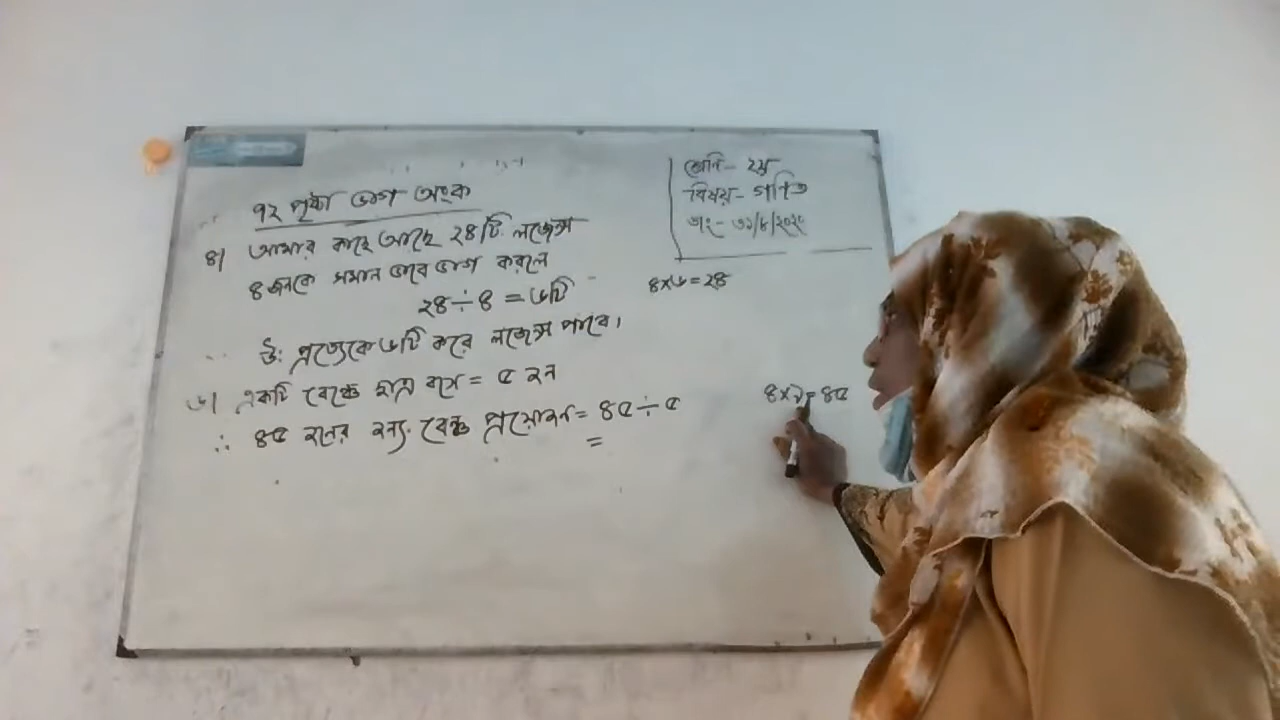 ৭২ পৃষ্ঠা ভাগ অংক
শ্রেণি- ২য়
বিষয়- গণিত
তাং- ৩১/৮/২০২০
৪। আমার কাছে আছে ২৪টি লজেন্স
৪ জনকে সমান ভাবে ভাগ করলে
২৪÷৪ = ৬টি
৪×৬=২৪
উ: প্রত্যেকে ৬টি করে লজেন্স পাবে।
৬। একটি বেঞ্চে ছাত্র বসে = ৫ জন
∴ ৪৫ জনের জন্য বেঞ্চ প্রয়োজন= ৪৫÷৫
=
৪×৯=৪৫